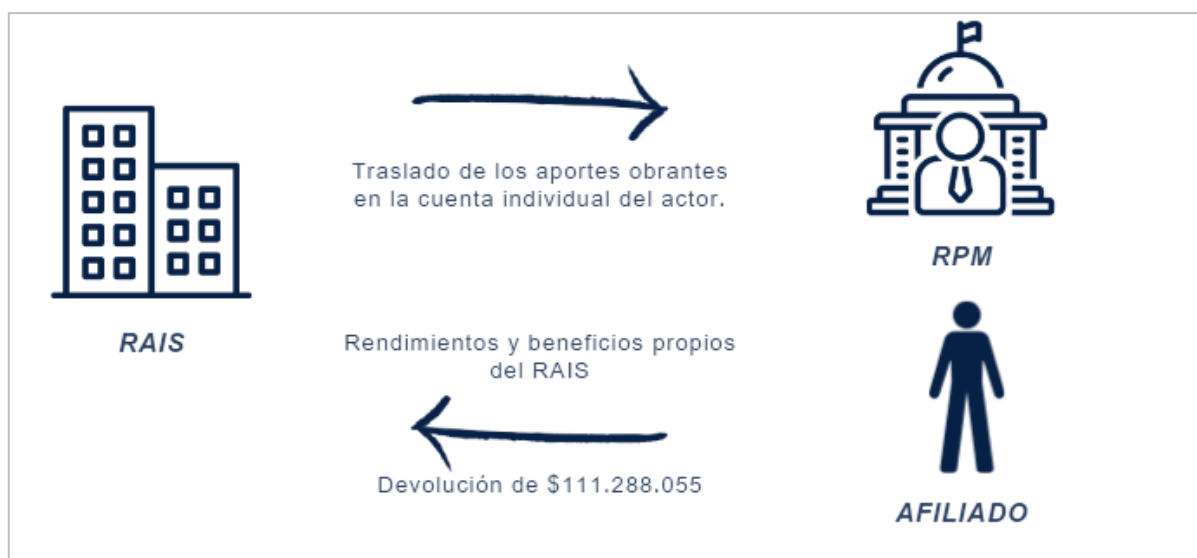 Traslado de los aportes obrantes
en la cuenta individual del actor.
RPM
RAIS
Rendimientos y beneficios propios
del RAIS
Devolución de $111.288.055
AFILIADO